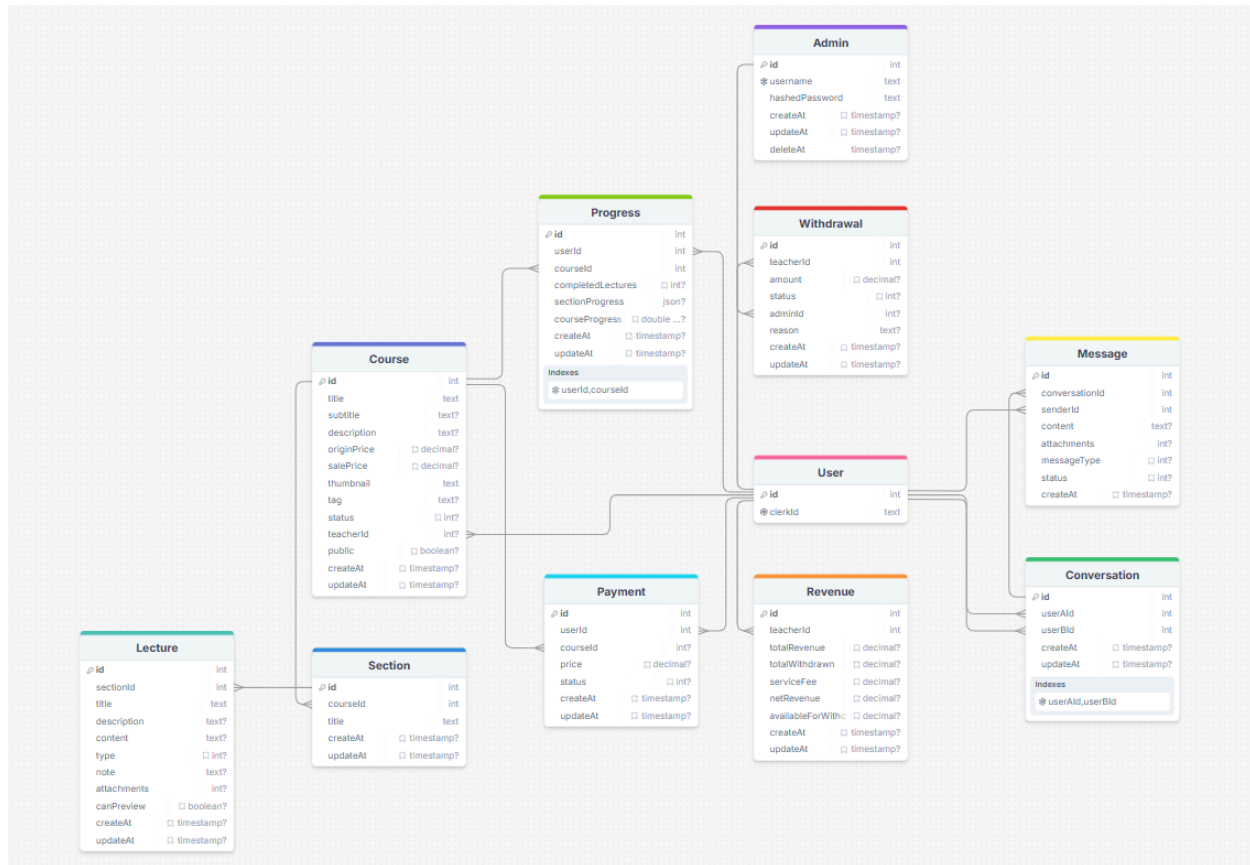 Admin
id int
username text
hashedPassword text
createAt timestamp?
updateAt timestamp?
deleteAt timestamp?
Progress
id int
userId int
courseId int
completedLectures int?
sectionProgress json?
courseProgress double ...?
createAt timestamp?
updateAt timestamp?
Indexes
userId,courseId
Withdrawal
id int
teacherId int
amount decimal?
status int?
adminId int?
reason text?
createAt timestamp?
updateAt timestamp?
Message
id int
conversationId int
senderId int
content text?
attachments int?
messageType int?
status int?
createAt timestamp?
Course
id int
title text
subtitle text?
description text?
originPrice decimal?
salePrice decimal?
thumbnail text
tag text?
status int?
teacherId int?
public boolean?
createAt timestamp?
updateAt timestamp?
User
id int
clerkId text
Payment
id int
userId int
courseId int?
price decimal?
status int?
createAt timestamp?
updateAt timestamp?
Revenue
id int
teacherId int
totalRevenue decimal?
totalWithdrawn decimal?
serviceFee decimal?
netRevenue decimal?
availableForWithd decimal?
createAt timestamp?
updateAt timestamp?
Conversation
id int
userAId int
userBId int
createAt timestamp?
updateAt timestamp?
Indexes
userAId,userBId
Lecture
id int
sectionId int
title text
description text?
content text?
type int?
note text?
attachments int?
canPreview boolean?
createAt timestamp?
updateAt timestamp?
Section
id int
courseId int
title text
createAt timestamp?
updateAt timestamp?